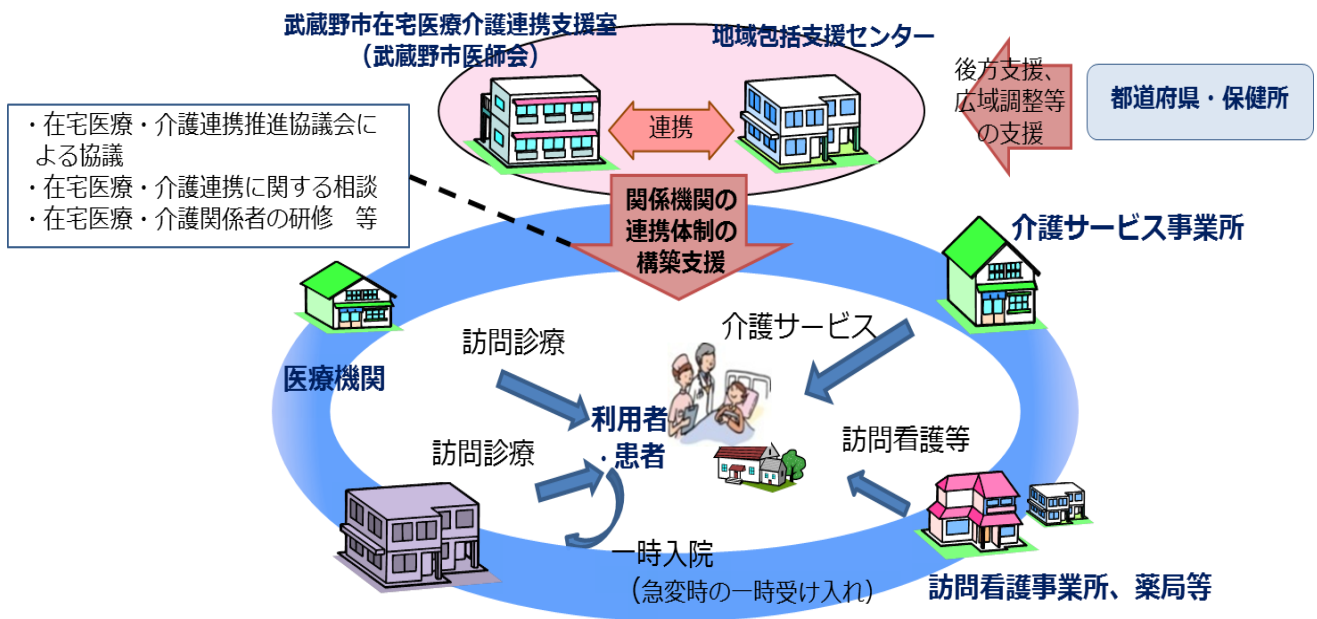 武蔵野市在宅医療介護連携支援室
（武蔵野市医師会）
地域包括支援センター
連携
後方支援、
広域調整等
の支援
都道府県・保健所
・在宅医療・介護連携推進協議会に
よる協議
・在宅医療・介護連携に関する相談
・在宅医療・介護関係者の研修　等
関係機関の
連携体制の
構築支援
介護サービス事業所
医療機関
訪問診療
介護サービス
利用者
・患者
訪問診療
訪問看護等
一時入院
（急変時の一時受け入れ）
訪問看護事業所、薬局等